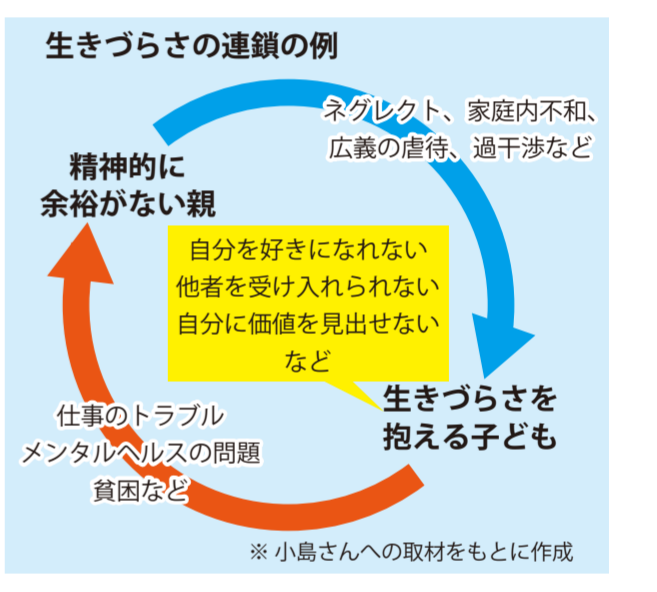 生きづらさの連鎖の例
ネグレクト、家庭内不和、
広義の虐待、過干渉など
精神的に
余裕がない親
自分を好きになれない
他者を受け入れられない
自分に価値を見出せない
など
生きづらさを
抱える子ども
仕事のトラブル
メンタルヘルスの問題
貧困など
※ 小島さんへの取材をもとに作成